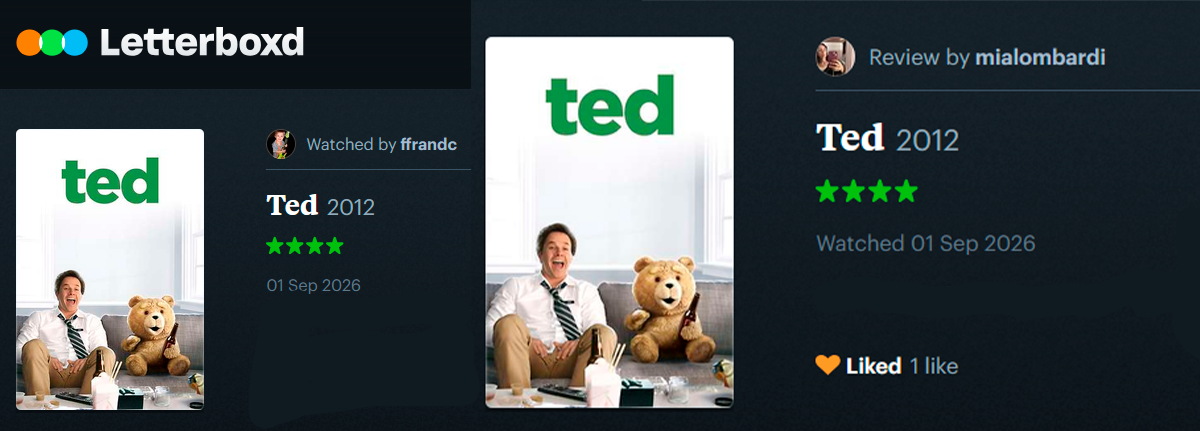 Letterboxd
ted
Watched by ffrandc
Ted 2012
01 Sep 2026
ted
Review by mialombardi
Ted 2012
Watched 01 Sep 2026
Liked 1 like